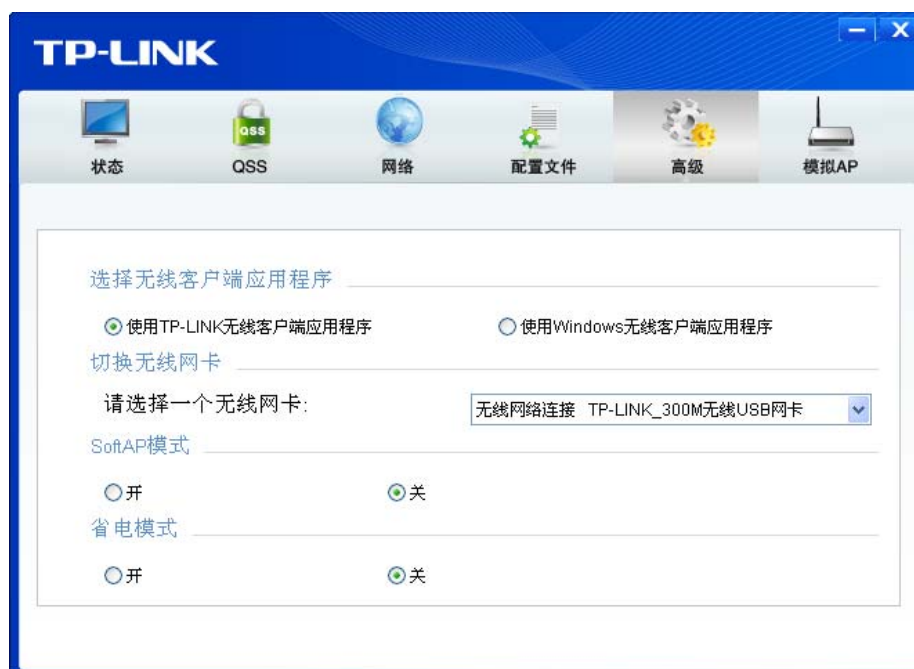 TP-LINK
QSS
状态 QSS 网络 配置文件 高级 模拟AP
选择无线客户端应用程序
使用TP-LINK无线客户端应用程序 使用Windows无线客户端应用程序
切换无线网卡
请选择一个无线网卡: 无线网络连接 TP-LINK_300M无线USB网卡
SoftAP模式
开 关
省电模式
开 关